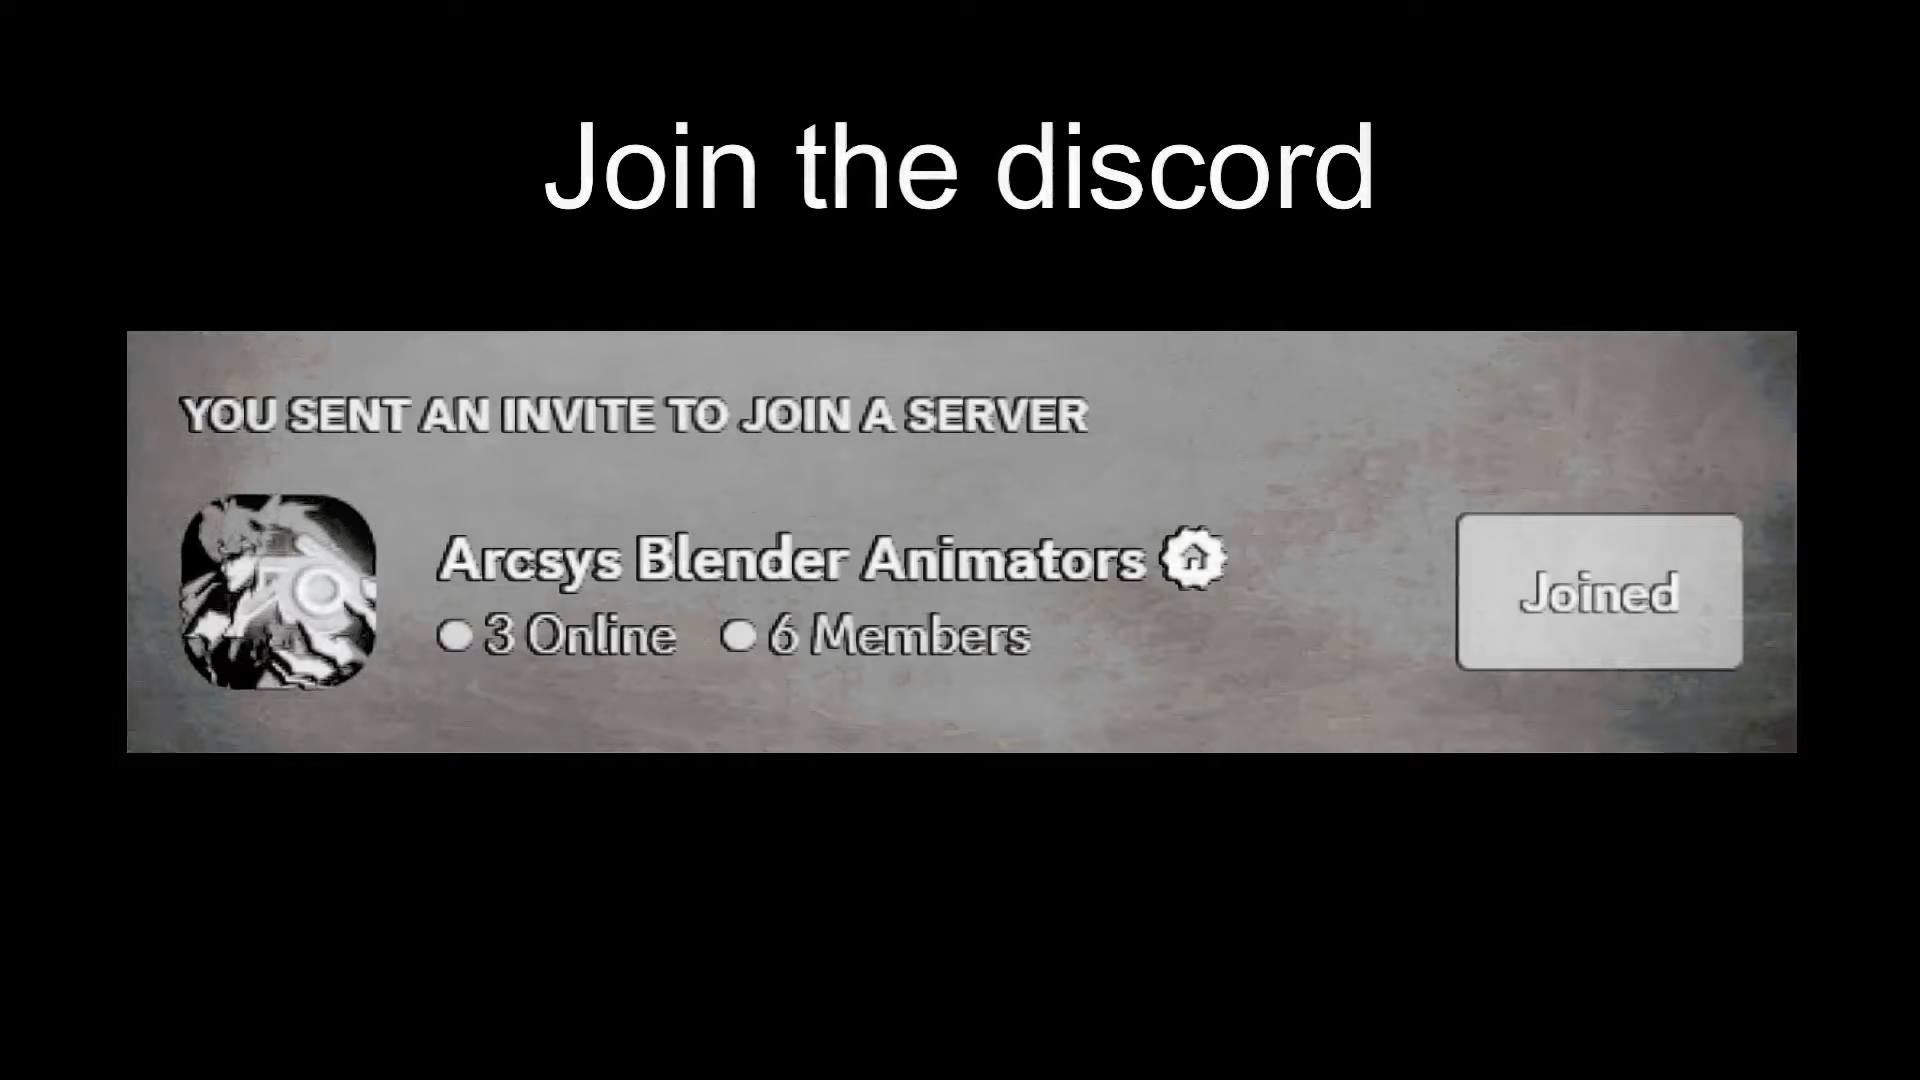 Join the discord
YOU SENT AN INVITE TO JOIN A SERVER
Arcsys Blender Animators
3 Online 6 Members
Joined